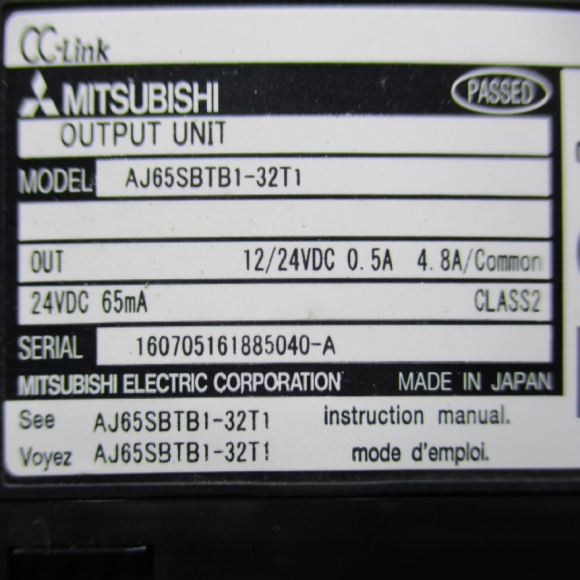 CC-Link
MITSUBISHI PASSED
OUTPUT UNIT
MODEL AJ65SBTB1-32T1
OUT 12/24VDC 0.5A 4.8A/Common
24VDC 65mA CLASS2
SERIAL 160705161885040-A
MITSUBISHI ELECTRIC CORPORATION MADE IN JAPAN
See AJ65SBTB1-32T1 instruction manual.
Voyez AJ65SBTB1-32T1 mode d'emploi.